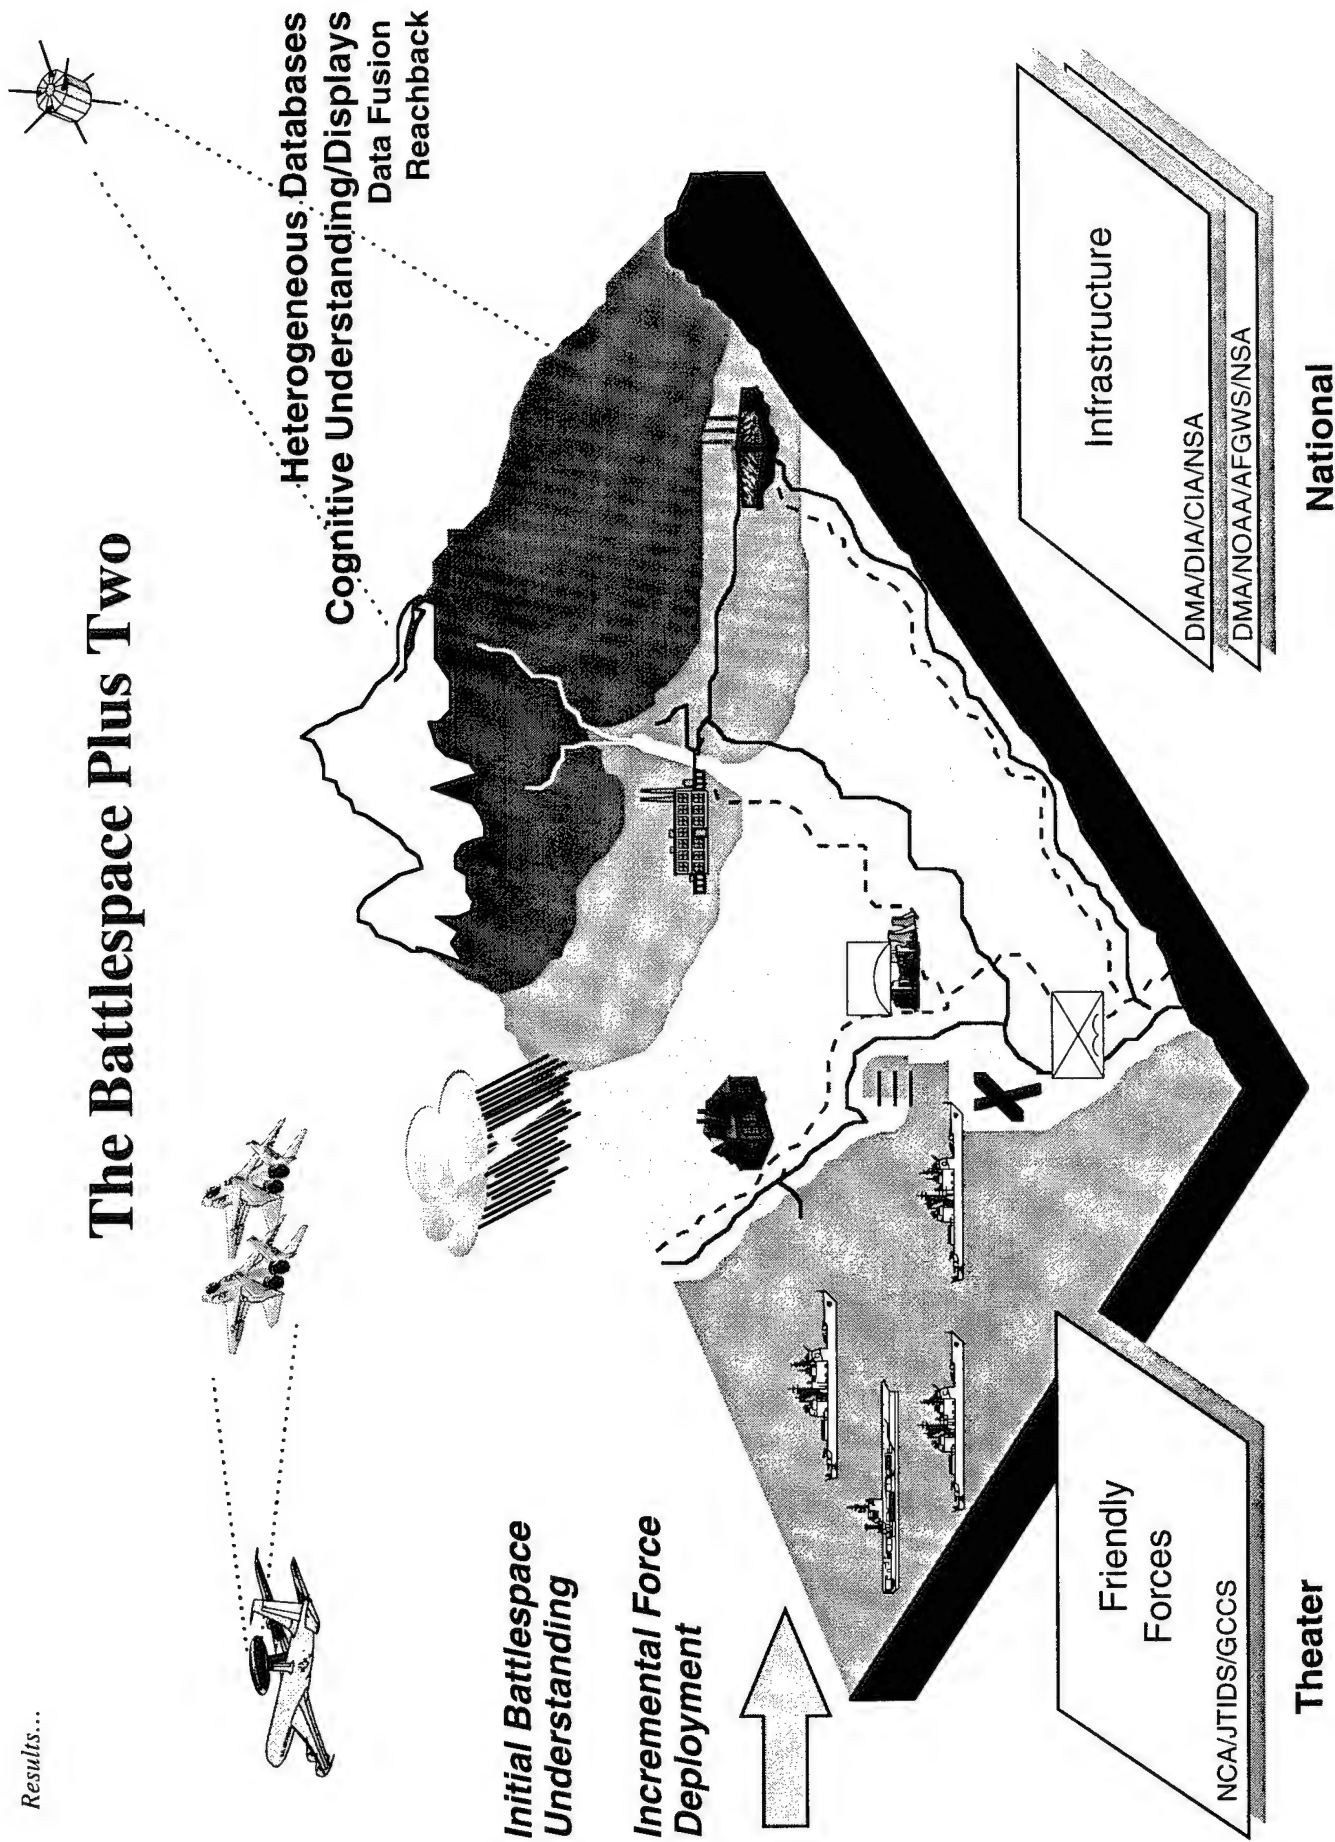 Results...
The Battlespace Plus Two
Heterogeneous Databases
Cognitive Understanding/Displays
Data Fusion
Reachback
Initial Battlespace
Understanding
Incremental Force
Deployment
Friendly
Forces
NCA/JTIDS/GCCS
Theater
Infrastructure
DMA/DIA/CIA/NSA
DMA/NOAA/AFGWS/NSA
National